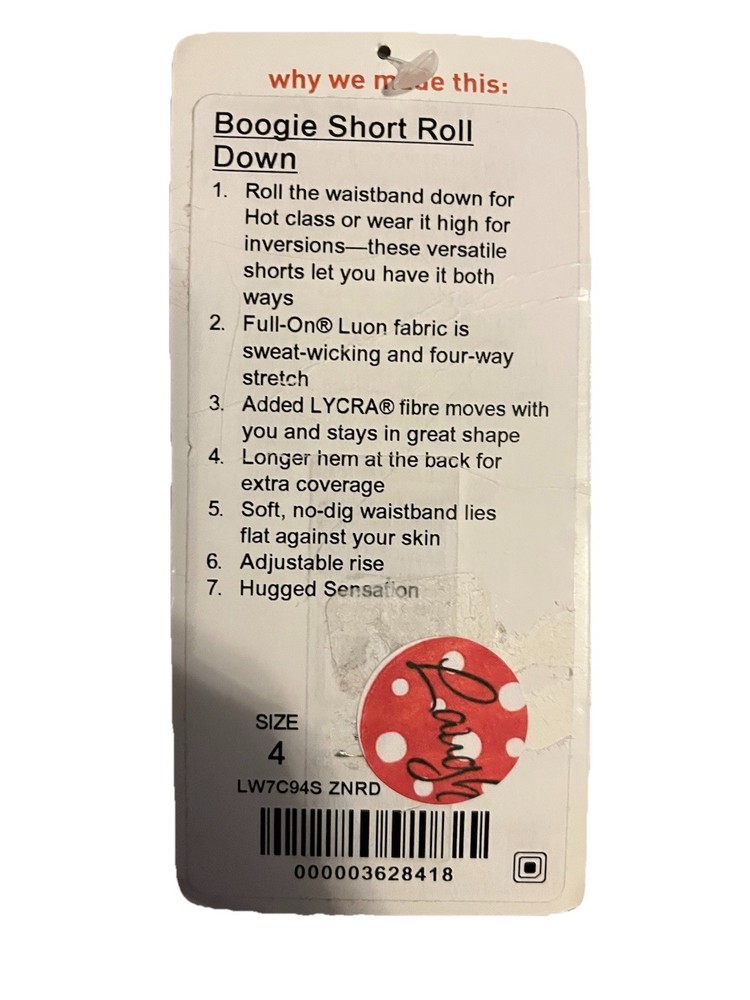 why we made this:
Boogie Short Roll
Down
1. Roll the waistband down for
Hot class or wear it high for
inversions—these versatile
shorts let you have it both
ways
2. Full-On® Luon fabric is
sweat-wicking and four-way
stretch
3. Added LYCRA® fibre moves with
you and stays in great shape
4. Longer hem at the back for
extra coverage
5. Soft, no-dig waistband lies
flat against your skin
6. Adjustable rise
7. Hugged Sensation
Laugh
SIZE
4
LW7C94S ZNRD
000003628418